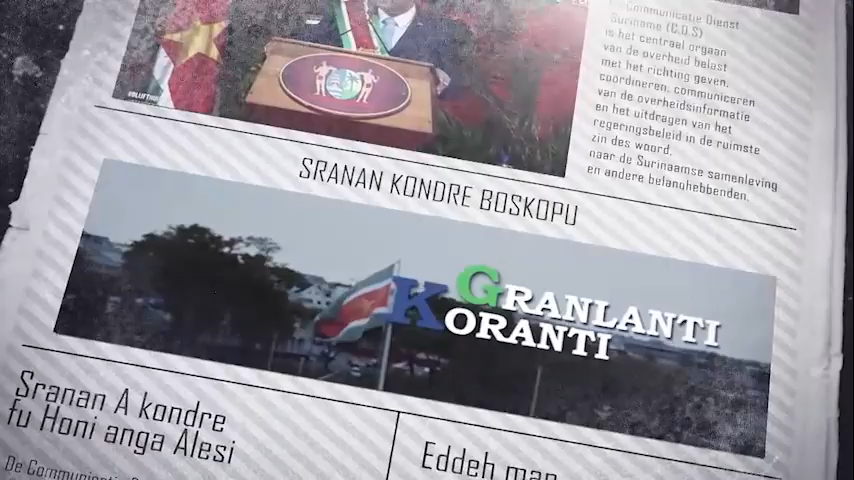 Communicatie Dienst
Suriname (C.D.S)
is het centraal orgaan
van de overheid belast
met het richting geven,
coordineren, communiceren
van de overheidsinformatie
en het uitdragen van het
regeringsbeleid in de ruimste
zin des woord,
naar de Surinaamse samenleving
en andere belanghebbenden.
SRANAN KONDRE BOSKOPU
GRANLANTI
KORANTI
Sranan A kondre
fu Honi anga Alesi
Eddeh man
De